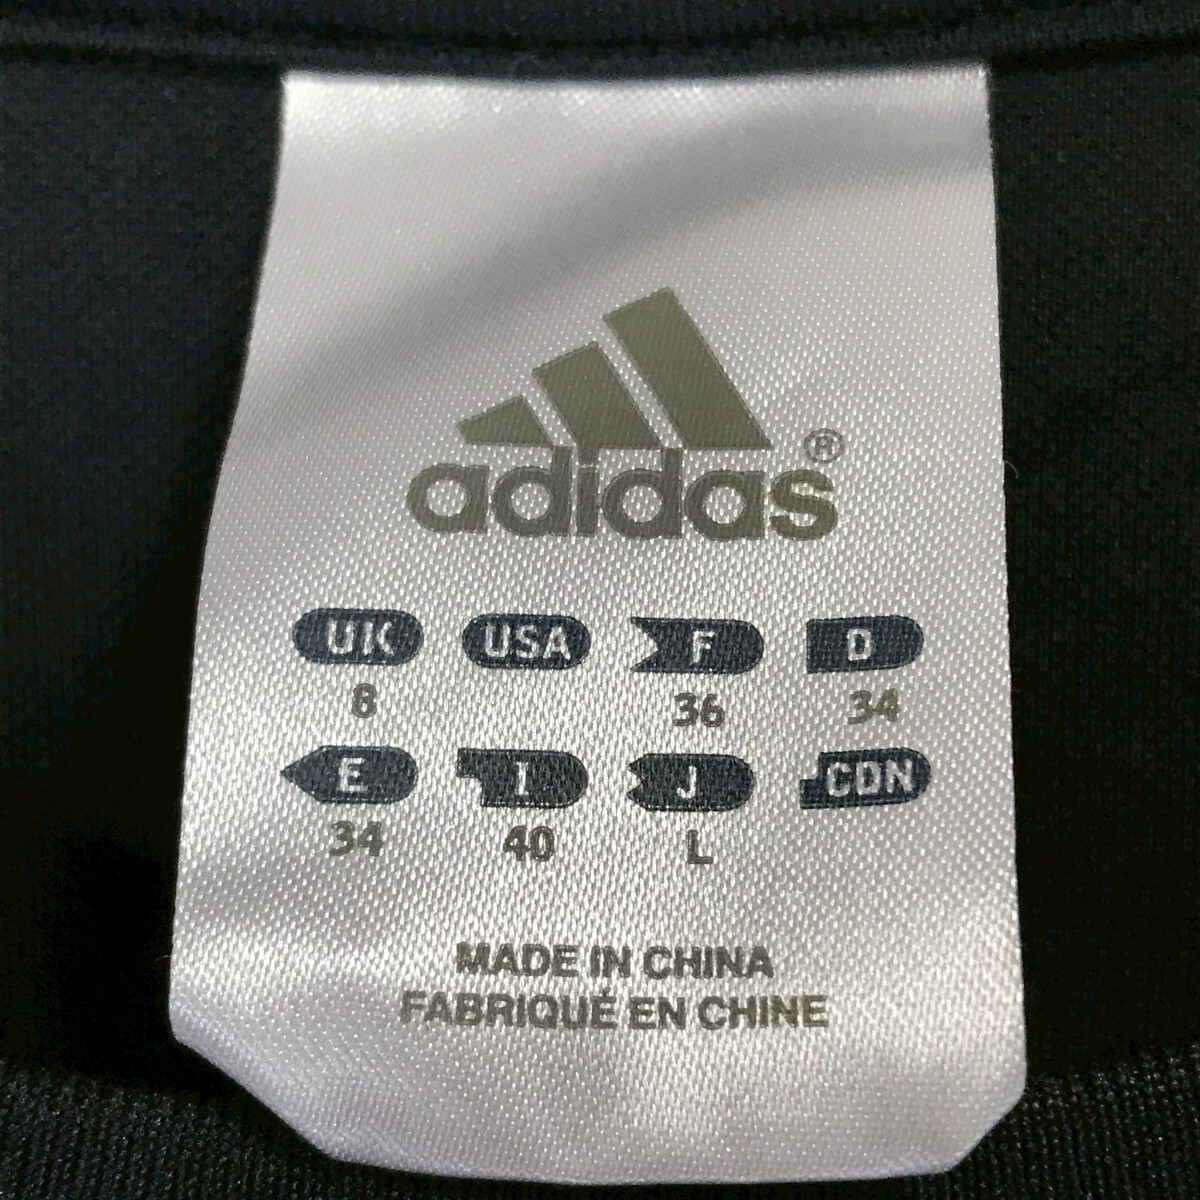 adidas®
UK USA F D
8 36 34
E I J CDN
34 40 L
MADE IN CHINA
FABRIQUÉ EN CHINE